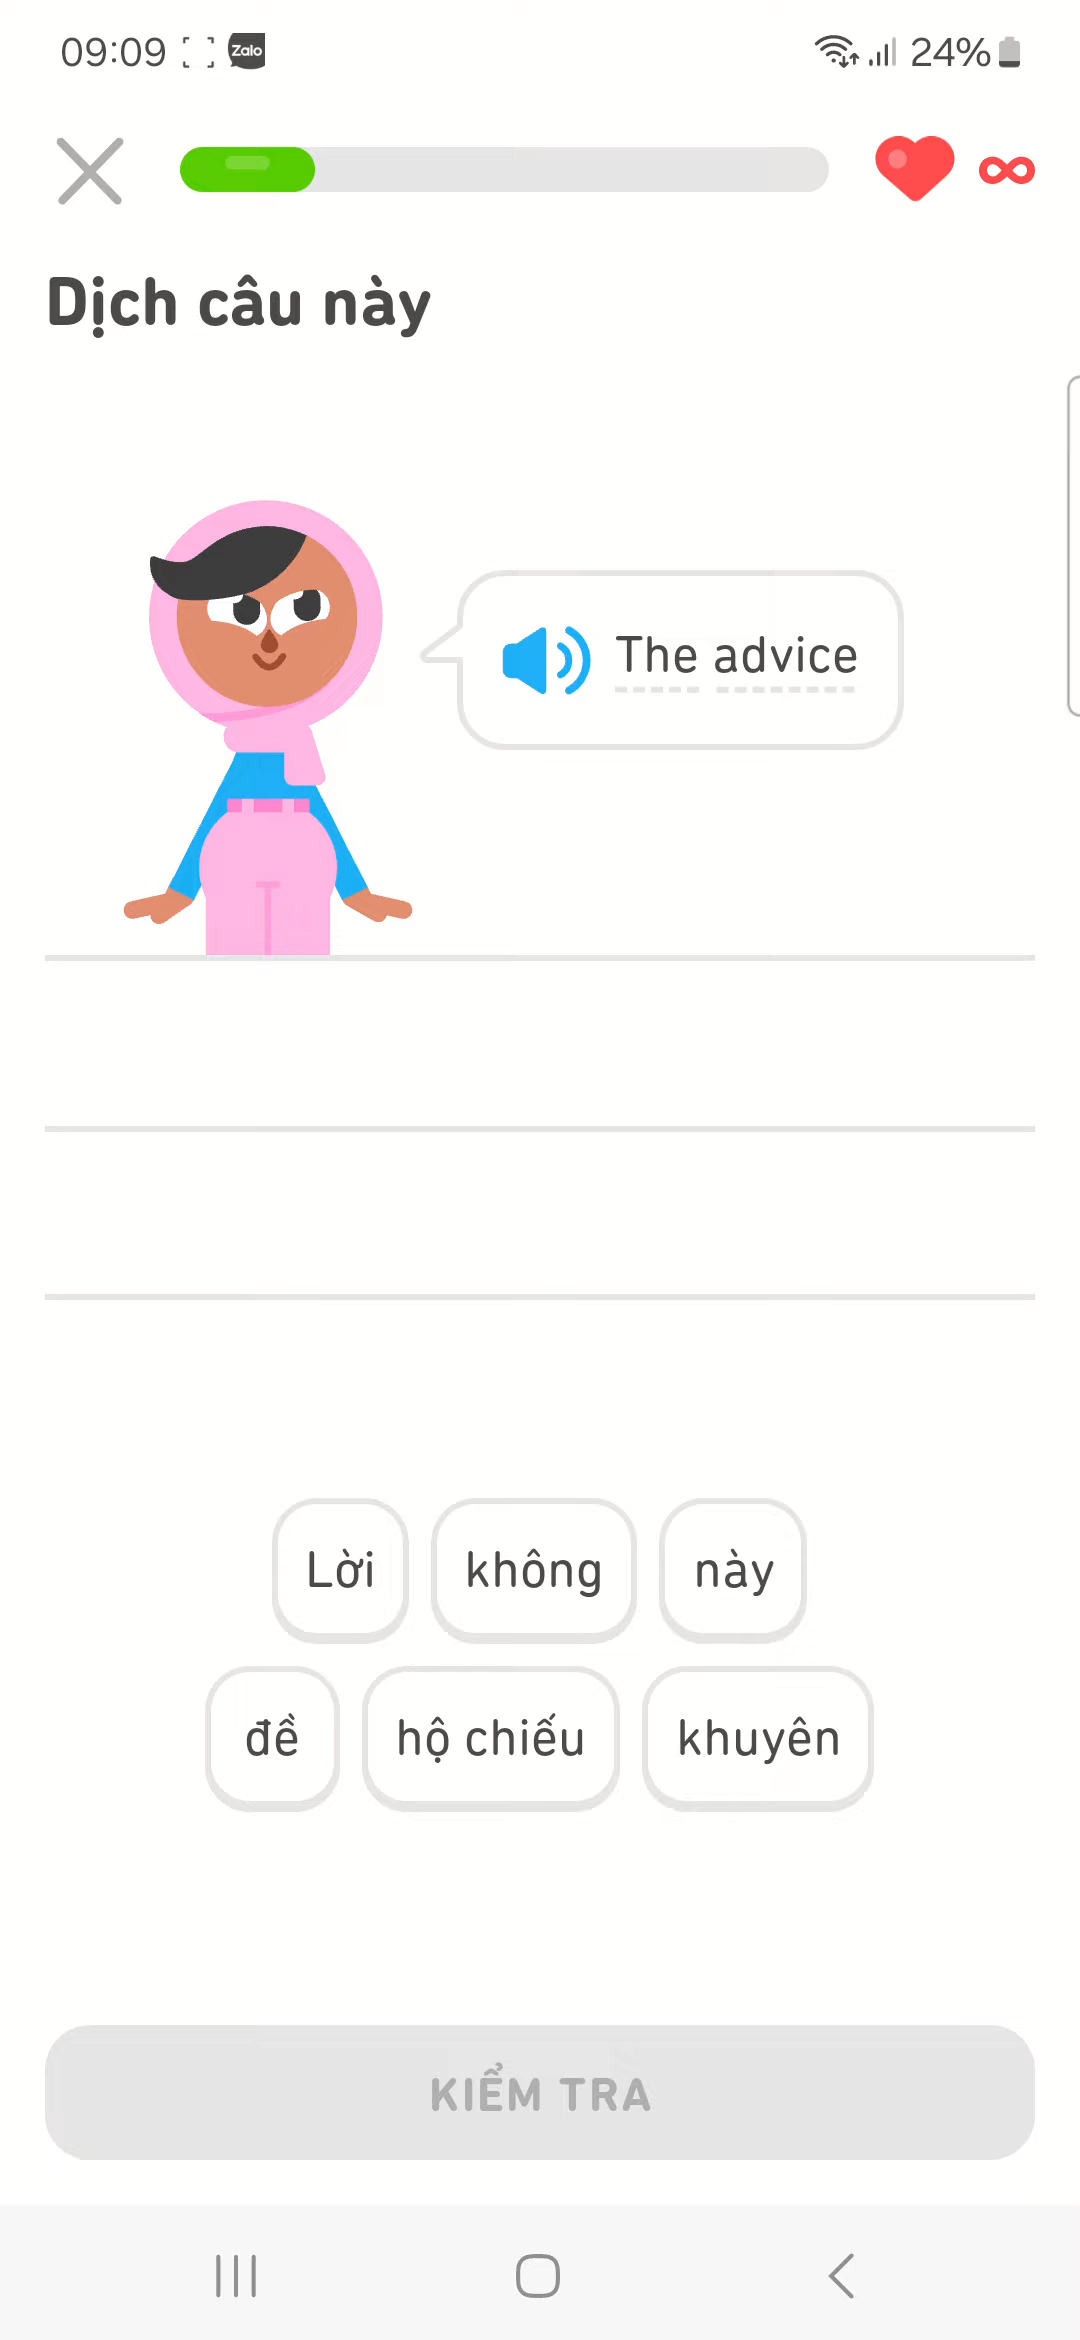 09:09 Zalo 24%
Dịch câu này
The advice
Lời không này
đề hộ chiếu khuyên
KIỂM TRA